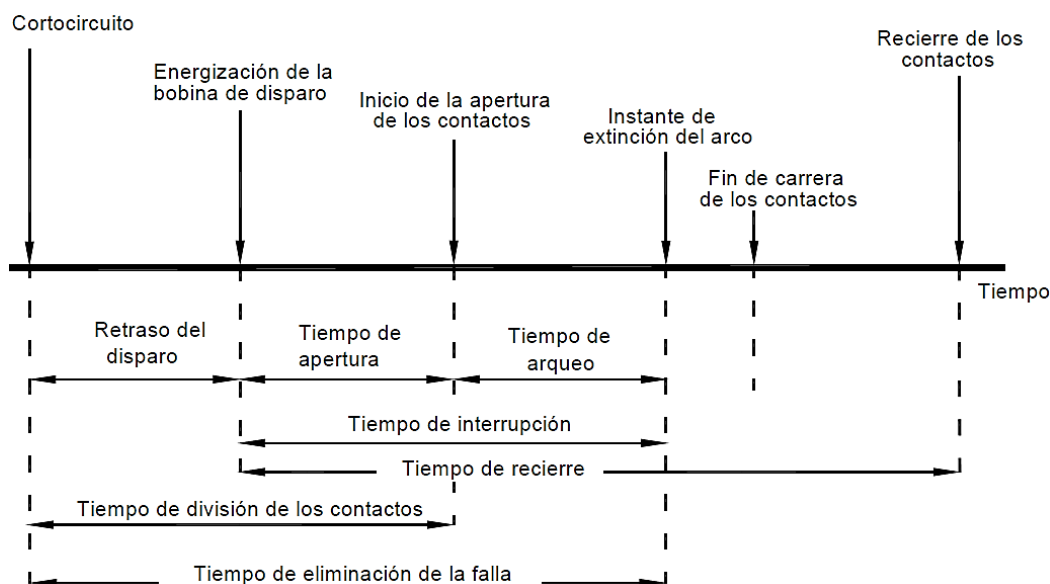 Cortocircuito
Energización de la
bobina de disparo
Inicio de la apertura
de los contactos
Instante de
extinción del arco
Fin de carrera
de los contactos
Recierre de los
contactos
Tiempo
Retraso del
disparo
Tiempo de
apertura
Tiempo de
arqueo
Tiempo de interrupción
Tiempo de recierre
Tiempo de división de los contactos
Tiempo de eliminación de la falla